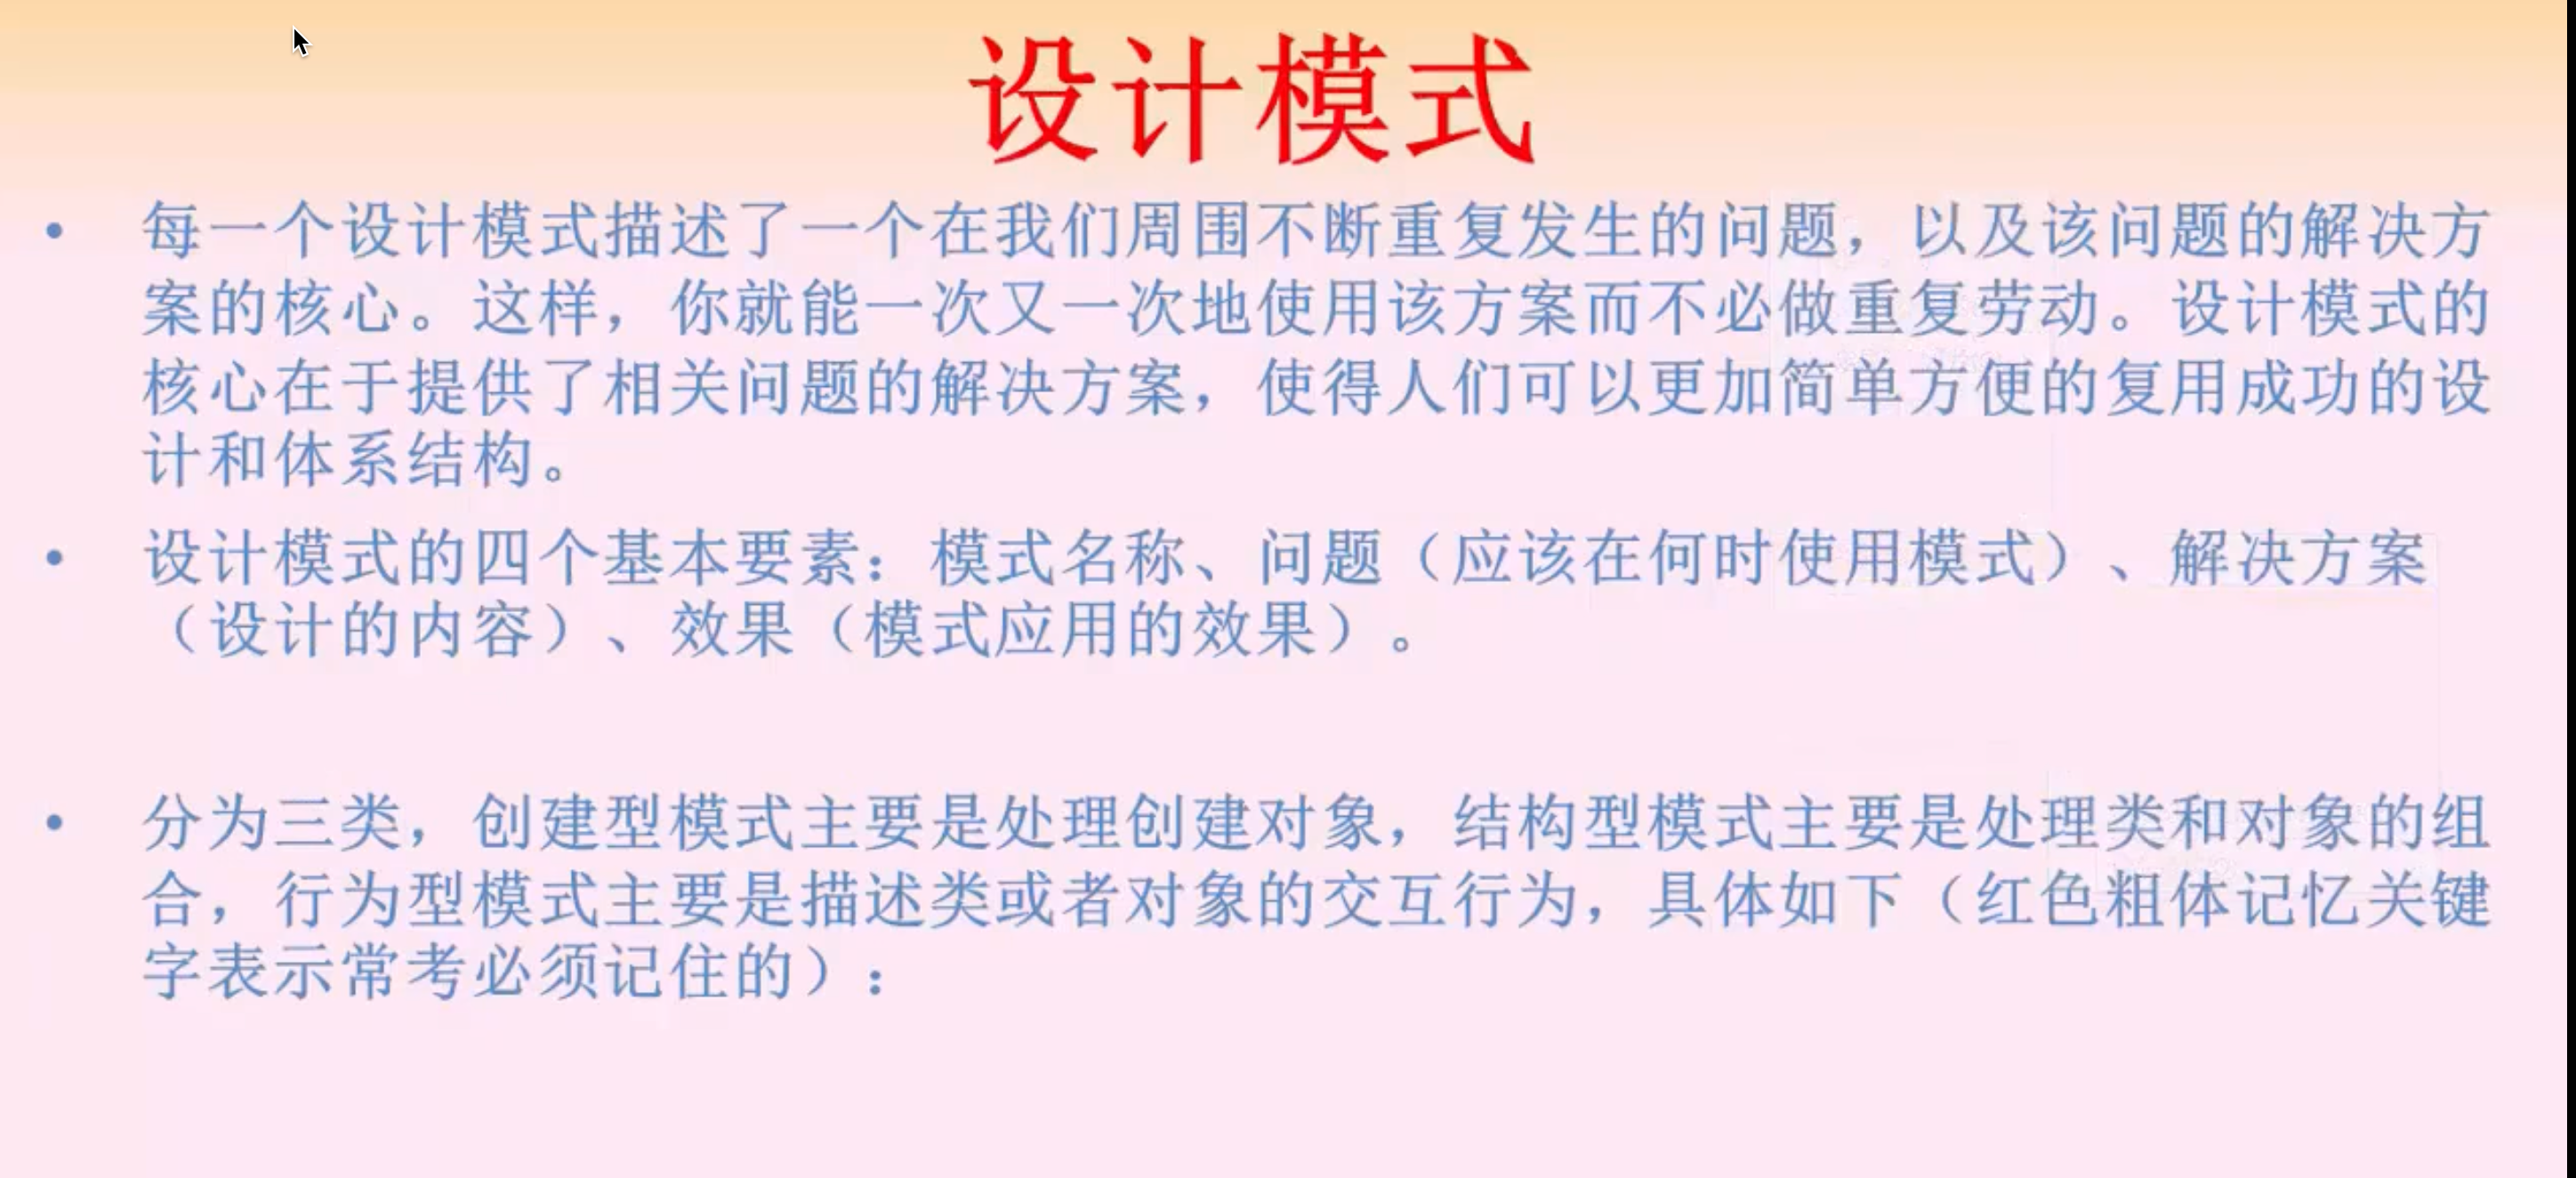 设计模式
• 每一个设计模式描述了一个在我们周围不断重复发生的问题，以及该问题的解决方
案的核心。这样，你就能一次又一次地使用该方案而不必做重复劳动。设计模式的
核心在于提供了相关问题的解决方案，使得人们可以更加简单方便的复用成功的设
计和体系结构。
• 设计模式的四个基本要素：模式名称、问题（应该在何时使用模式）、解决方案
（设计的内容）、效果（模式应用的效果）。
• 分为三类，创建型模式主要是处理创建对象，结构型模式主要是处理类和对象的组
合，行为型模式主要是描述类或者对象的交互行为，具体如下（红色粗体记忆关键
字表示常考必须记住的）：